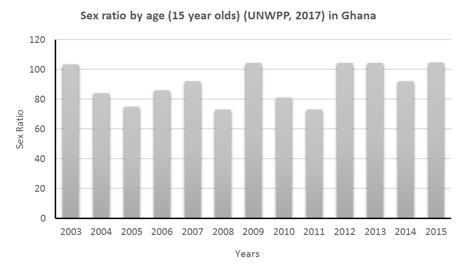 Sex ratio by age (15 year olds) (UNWPP, 2017) in Ghana
120
100
80
60
40
20
0
Sex Ratio
2003 2004 2005 2006 2007 2008 2009 2010 2011 2012 2013 2014 2015
Years